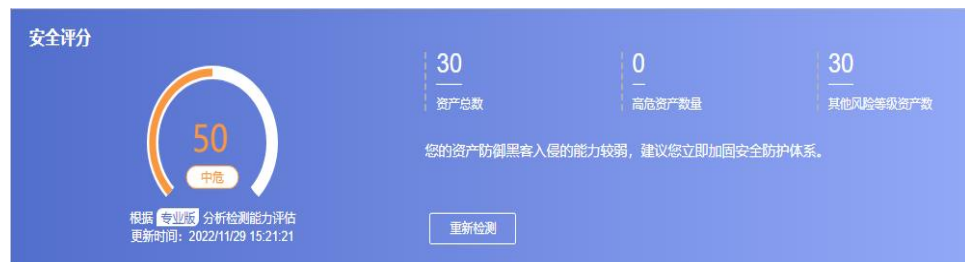 安全评分
50
中危
根据 专业版 分析检测能力评估
更新时间：2022/11/29 15:21:21
30
资产总数
0
高危资产数量
30
其他风险等级资产数
您的资产防御黑客入侵的能力较弱，建议您立即加固安全防护体系。
重新检测